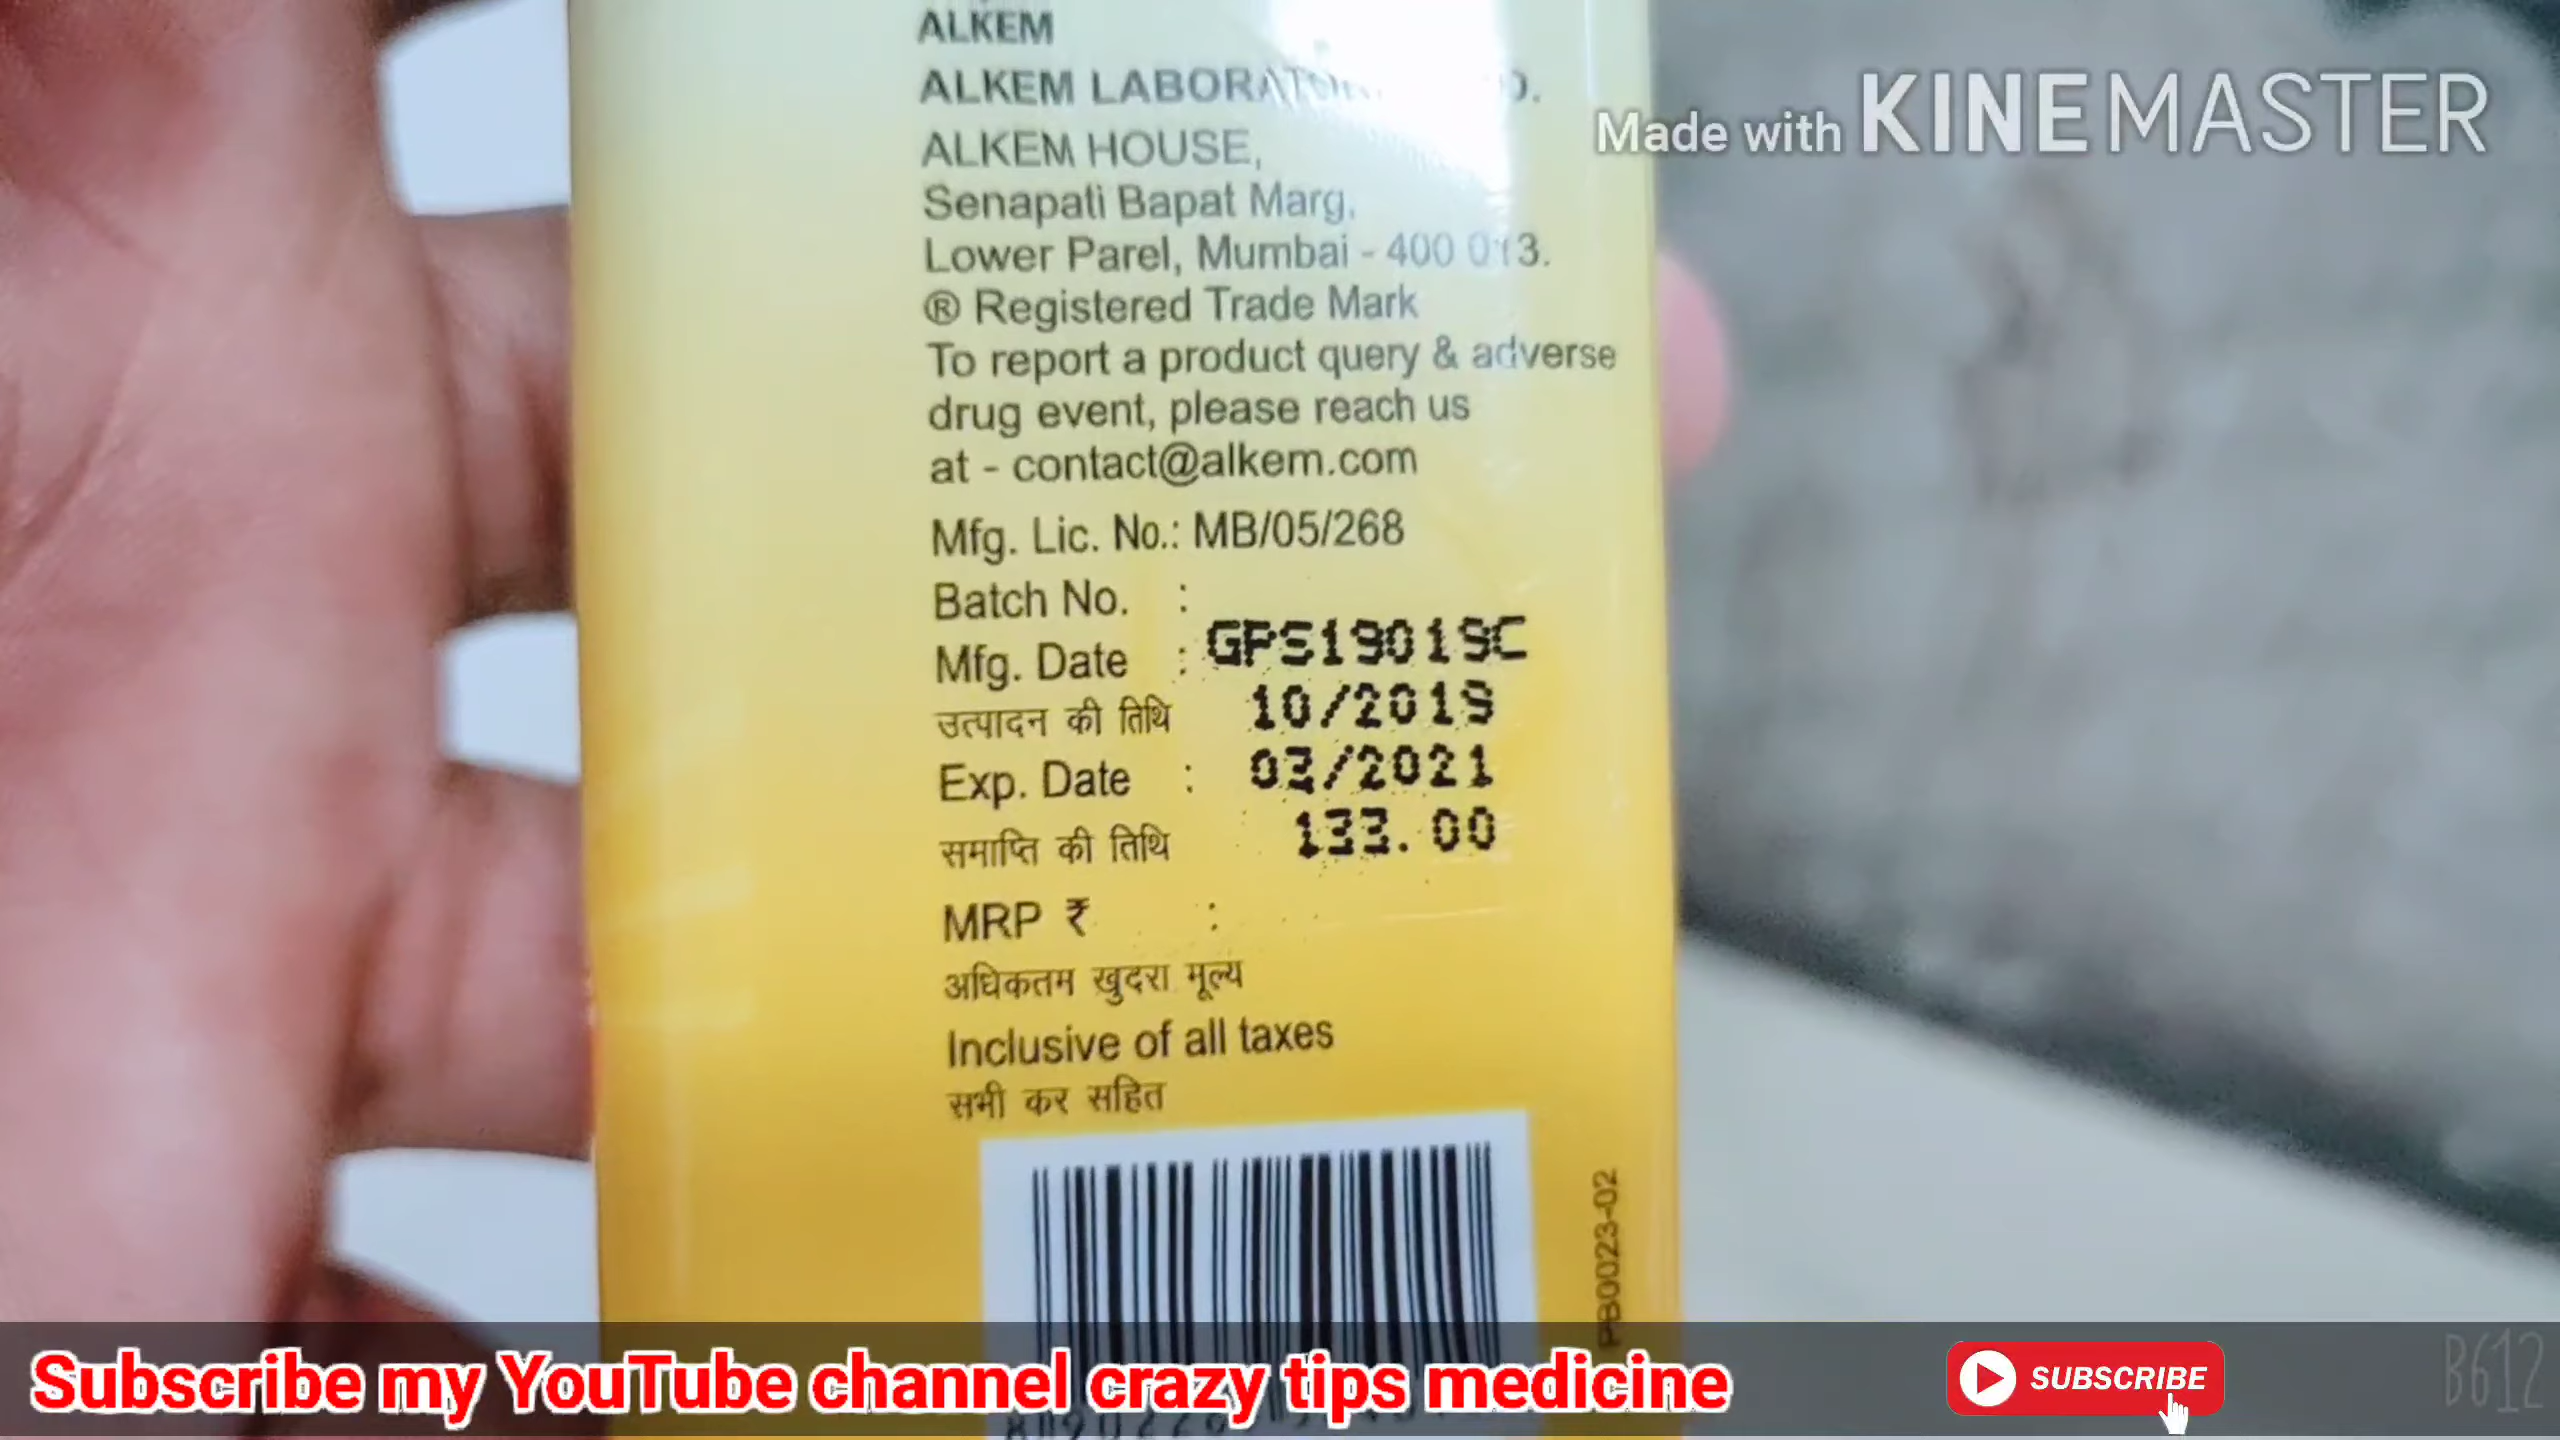 ALKEM
ALKEM
ALKEM HOUSE,
Senapati Bapat Marg,
Lower Parel, Mumbai - 400 013.
® Registered Trade Mark
To report a product query & adverse
drug event, please reach us
at - contact@alkem.com
Mfg. Lic. No.: MB/05/268
Batch No. :
GPS19019C
Mfg. Date :
10/2019
उत्पादन की तिथि
Exp. Date : 03/2021
समाप्ति की तिथि
133.00
MRP ₹ :
अधिकतम खुदरा मूल्य
Inclusive of all taxes
सभी कर सहित
PB0023-02
Made with KINEMASTER
Subscribe my YouTube channel crazy tips medicine
SUBSCRIBE
B612